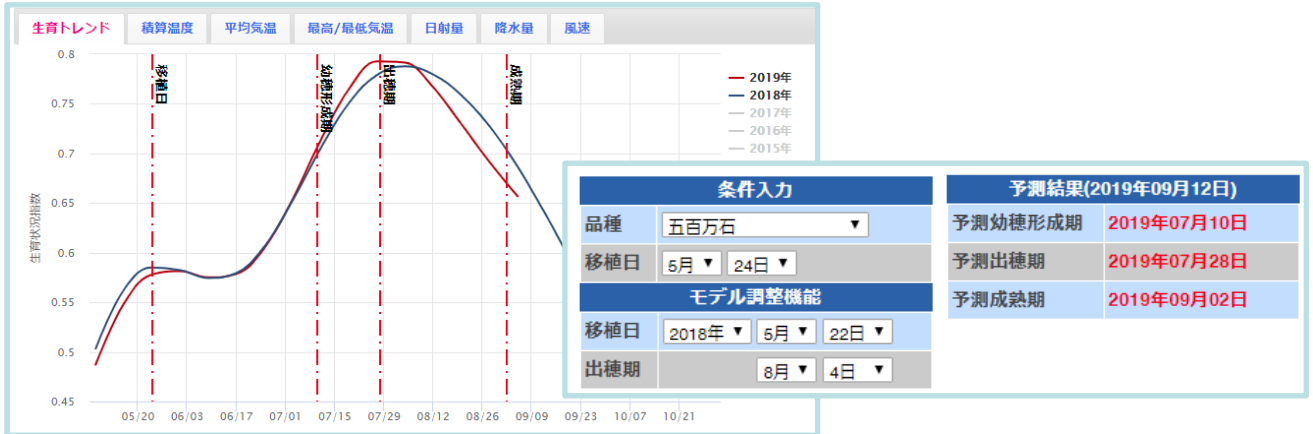 生育トレンド 積算温度 平均気温 最高/最低気温 日射量 降水量 風速
0.8
0.75
0.7
0.65
0.6
0.55
0.5
0.45
生育状況指数
移植日
幼穂形成期
出穂期
成熟期
2019年
2018年
2017年
2016年
2015年
05/20 06/03 06/17 07/01 07/15 07/29 08/12 08/26 09/09 09/23 10/07 10/21
条件入力
品種 五百万石 ▼
移植日 5月 ▼ 24日 ▼
モデル調整機能
移植日 2018年 ▼ 5月 ▼ 22日 ▼
出穂期 8月 ▼ 4日 ▼
予測結果(2019年09月12日)
予測幼穂形成期 2019年07月10日
予測出穂期 2019年07月28日
予測成熟期 2019年09月02日